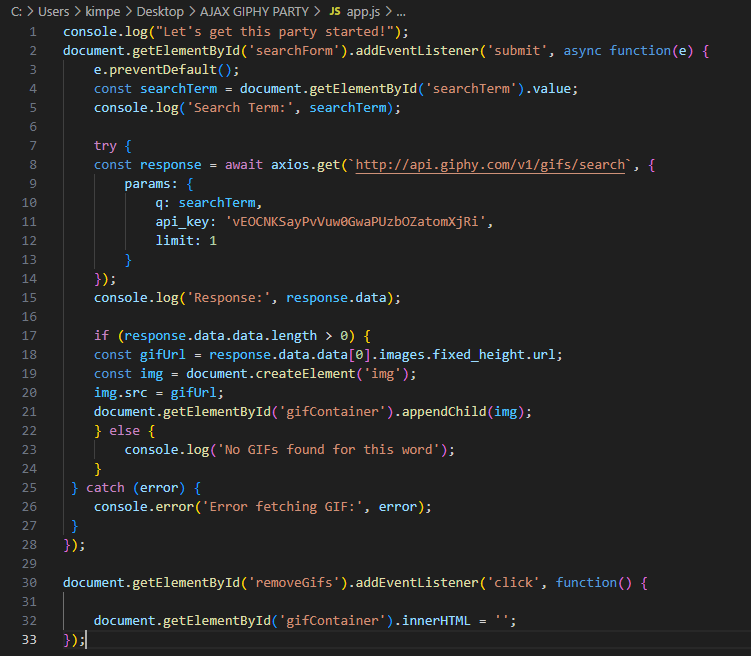 C: > Users > kimpe > Desktop > AJAX GIPHY PARTY > JS app.js > ...
1 console.log("Let's get this party started!");
2 document.getElementById('searchForm').addEventListener('submit', async function(e) {
3     e.preventDefault();
4     const searchTerm = document.getElementById('searchTerm').value;
5     console.log('Search Term:', searchTerm);
6
7     try {
8     const response = await axios.get(`http://api.giphy.com/v1/gifs/search`, {
9         params: {
10             q: searchTerm,
11             api_key: 'vEOCNKSayPvVuw0GwaPUzbOZatomXjRi',
12             limit: 1
13         }
14     });
15     console.log('Response:', response.data);
16
17     if (response.data.data.length > 0) {
18     const gifUrl = response.data.data[0].images.fixed_height.url;
19     const img = document.createElement('img');
20     img.src = gifUrl;
21     document.getElementById('gifContainer').appendChild(img);
22     } else {
23         console.log('No GIFs found for this word');
24     }
25  } catch (error) {
26     console.error('Error fetching GIF:', error);
27  }
28 });
29
30 document.getElementById('removeGifs').addEventListener('click', function() {
31
32     document.getElementById('gifContainer').innerHTML = '';
33 });